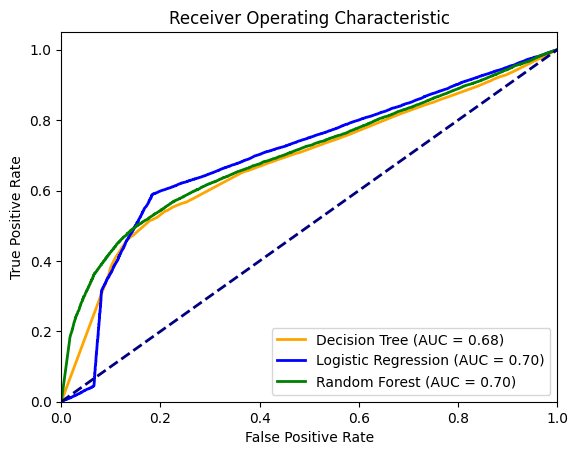 Receiver Operating Characteristic
True Positive Rate
1.0
0.8
0.6
0.4
0.2
0.0
0.0 0.2 0.4 0.6 0.8 1.0
False Positive Rate
Decision Tree (AUC = 0.68)
Logistic Regression (AUC = 0.70)
Random Forest (AUC = 0.70)